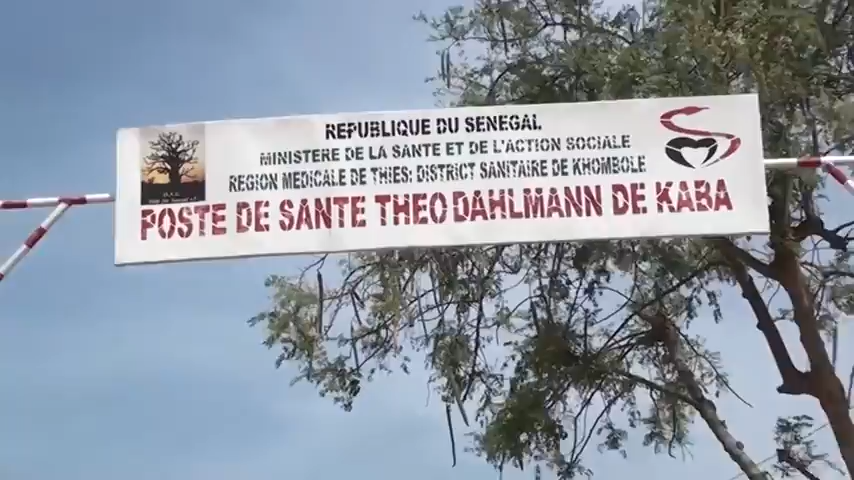 REPUBLIQUE DU SENEGAL.
MINISTERE DE LA SANTE ET DE L'ACTION SOCIALE
REGION MEDICALE DE THIES: DISTRICT SANITAIRE DE KHOMBOLE
POSTE DE SANTE THEO DAHLMANN DE KABA